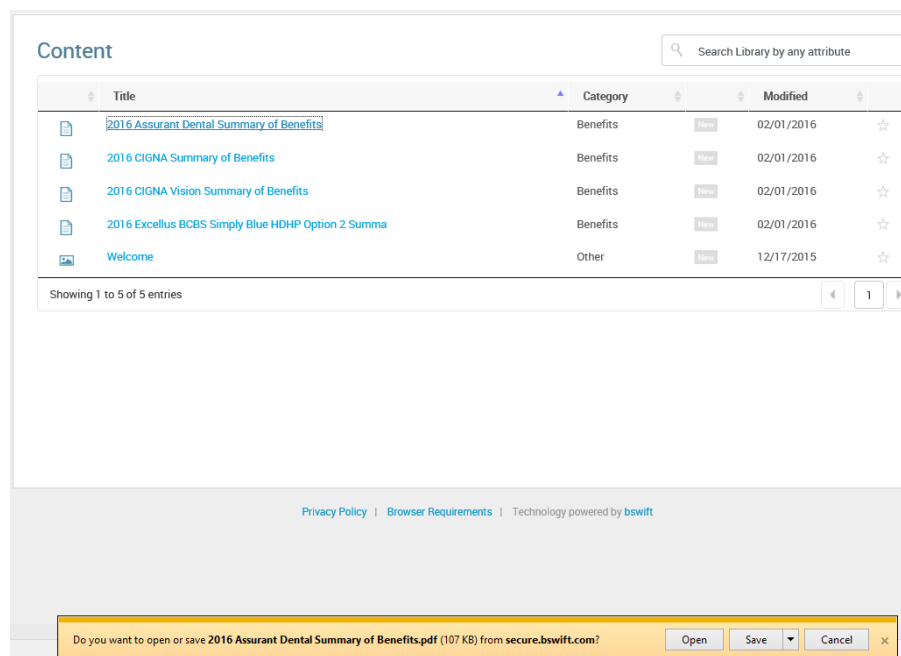 Content
Search Library by any attribute
Title Category Modified
2016 Assurant Dental Summary of Benefits Benefits New 02/01/2016
2016 CIGNA Summary of Benefits Benefits New 02/01/2016
2016 CIGNA Vision Summary of Benefits Benefits New 02/01/2016
2016 Excellus BCBS Simply Blue HDHP Option 2 Summa Benefits New 02/01/2016
Welcome Other New 12/17/2015
Showing 1 to 5 of 5 entries 1
Privacy Policy | Browser Requirements | Technology powered by bswift
Do you want to open or save 2016 Assurant Dental Summary of Benefits.pdf (107 KB) from secure.bswift.com? Open Save Cancel ×